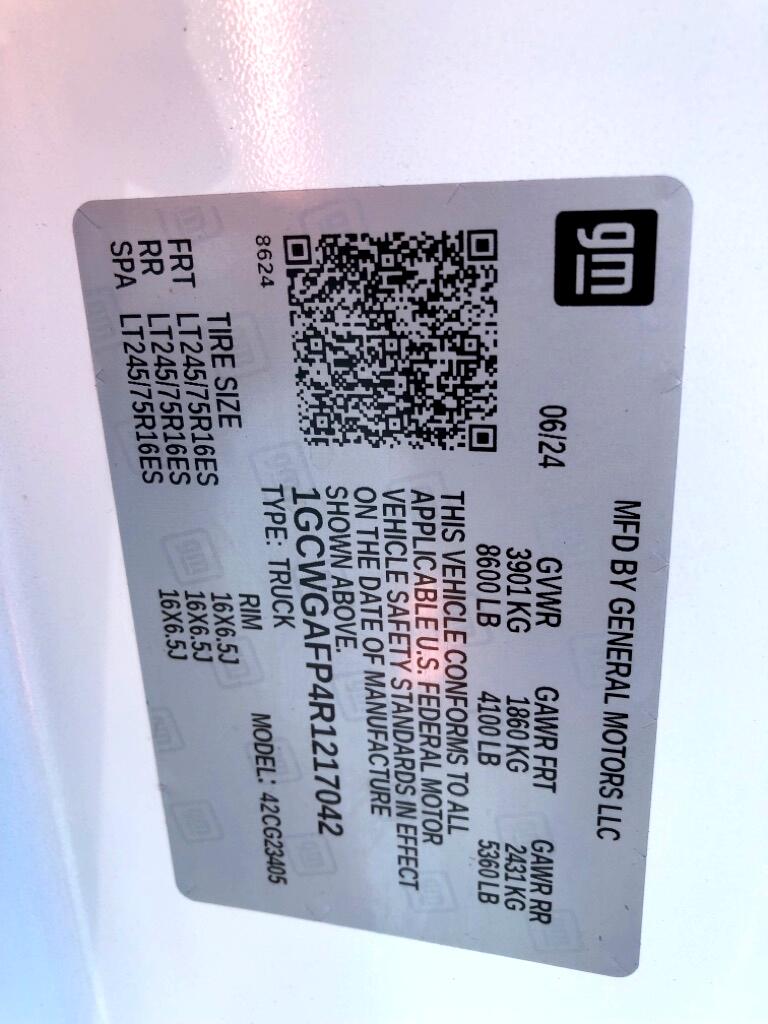 gm
MFD BY GENERAL MOTORS LLC
06/24
GVWR GAWR FRT GAWR RR
3901 KG 1860 KG 2431 KG
8600 LB 4100 LB 5360 LB
THIS VEHICLE CONFORMS TO ALL
APPLICABLE U.S. FEDERAL MOTOR
VEHICLE SAFETY STANDARDS IN EFFECT
ON THE DATE OF MANUFACTURE
SHOWN ABOVE.
1GCWGAFP4R1217042
TYPE: TRUCK MODEL: 42CG23405
8624
TIRE SIZE RIM
FRT LT245/75R16ES 16X6.5J
RR LT245/75R16ES 16X6.5J
SPA LT245/75R16ES 16X6.5J